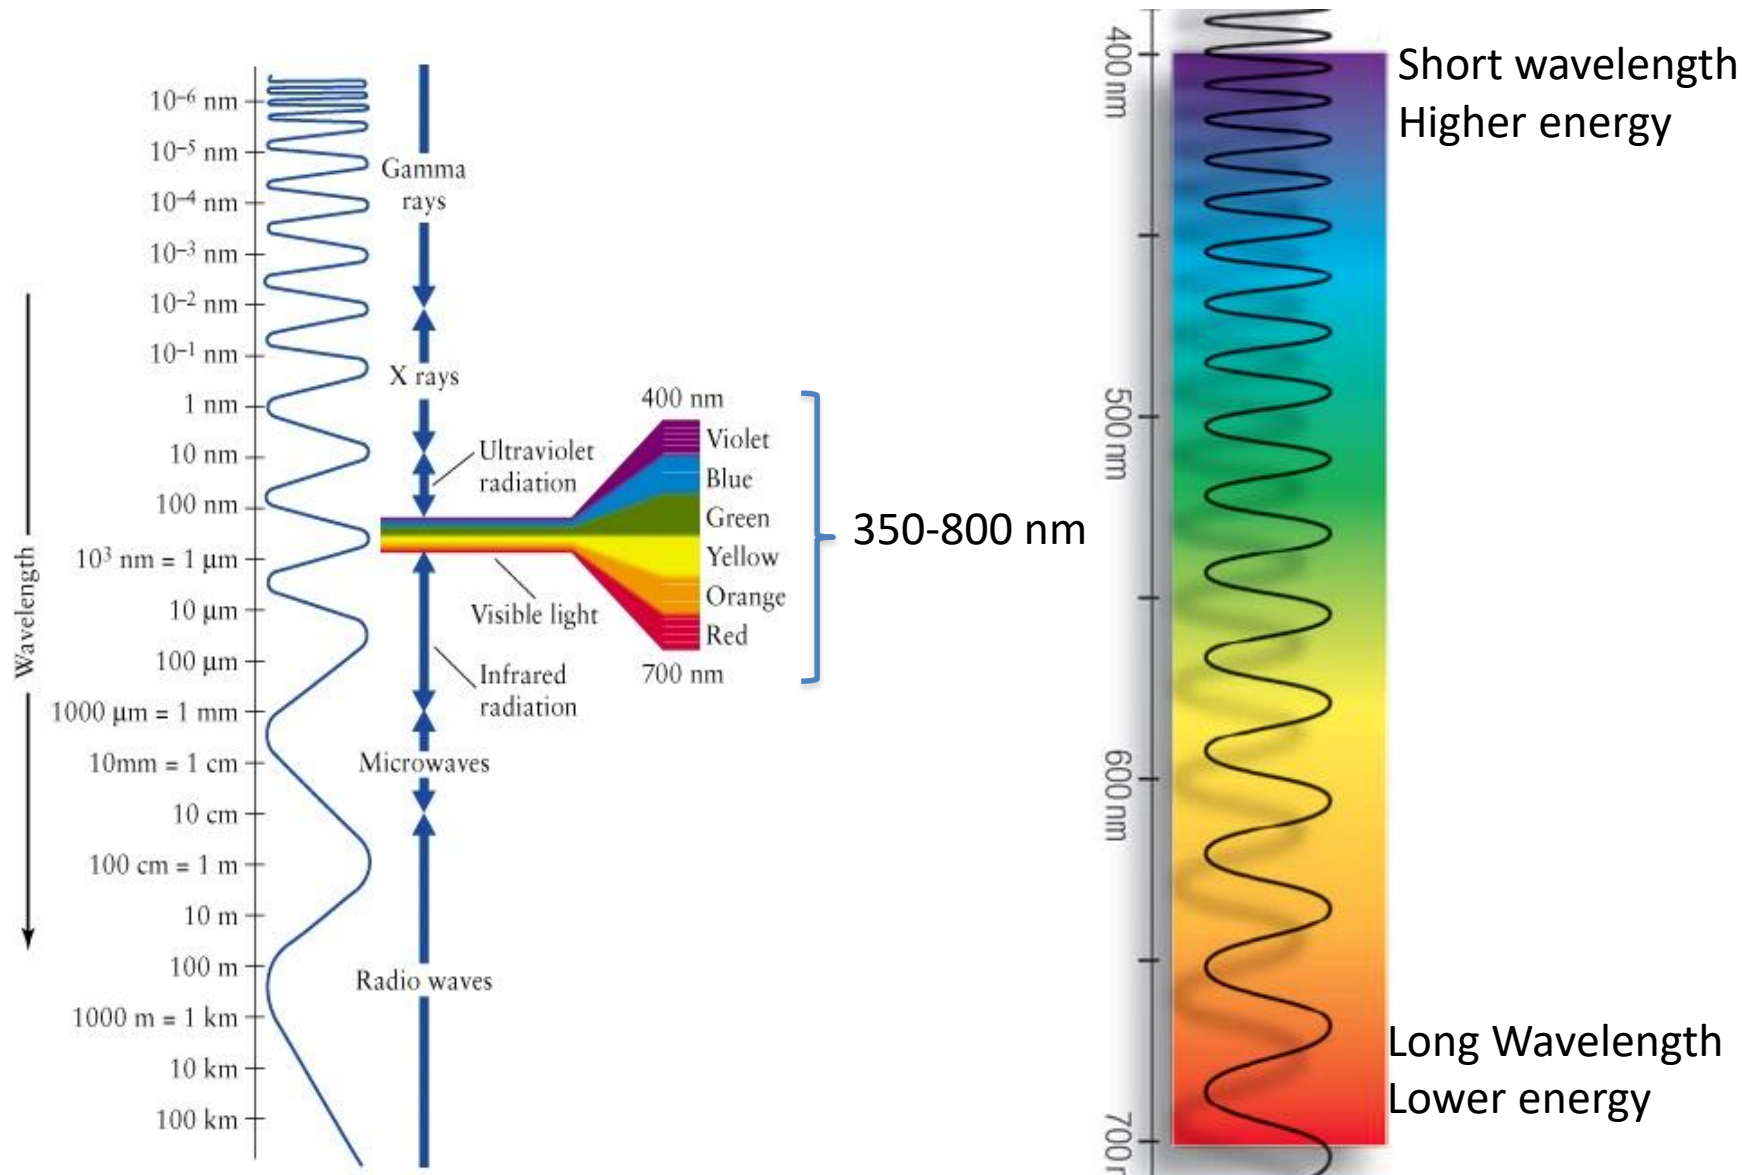 Wavelength
10⁻⁶ nm
10⁻⁵ nm
10⁻⁴ nm
10⁻³ nm
10⁻² nm
10⁻¹ nm
1 nm
10 nm
100 nm
10³ nm = 1 µm
10 µm
100 µm
1000 µm = 1 mm
10mm = 1 cm
10 cm
100 cm = 1 m
10 m
100 m
1000 m = 1 km
10 km
100 km
Gamma
rays
X rays
Ultraviolet
radiation
Visible light
Infrared
radiation
Microwaves
Radio waves
400 nm
Violet
Blue
Green
Yellow
Orange
Red
700 nm
350-800 nm
400 nm
500 nm
600 nm
700
Short wavelength
Higher energy
Long Wavelength
Lower energy